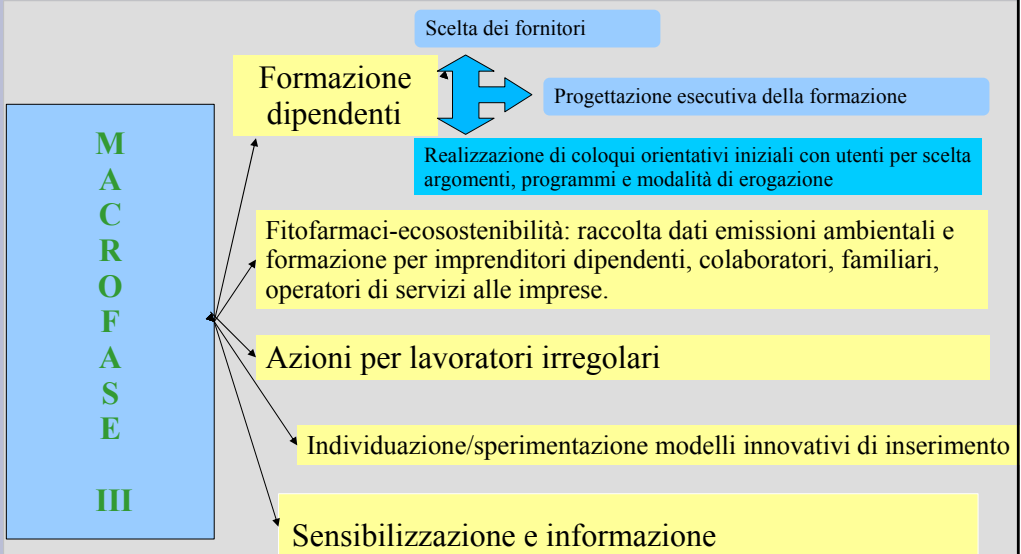 Scelta dei fornitori
Formazione
dipendenti
Progettazione esecutiva della formazione
Realizzazione di coloqui orientativi iniziali con utenti per scelta
argomenti, programmi e modalità di erogazione
M
A
C
R
O
F
A
S
E
III
Fitofarmaci-ecosostenibilità: raccolta dati emissioni ambientali e
formazione per imprenditori dipendenti, colaboratori, familiari,
operatori di servizi alle imprese.
Azioni per lavoratori irregolari
Individuazione/sperimentazione modelli innovativi di inserimento
Sensibilizzazione e informazione